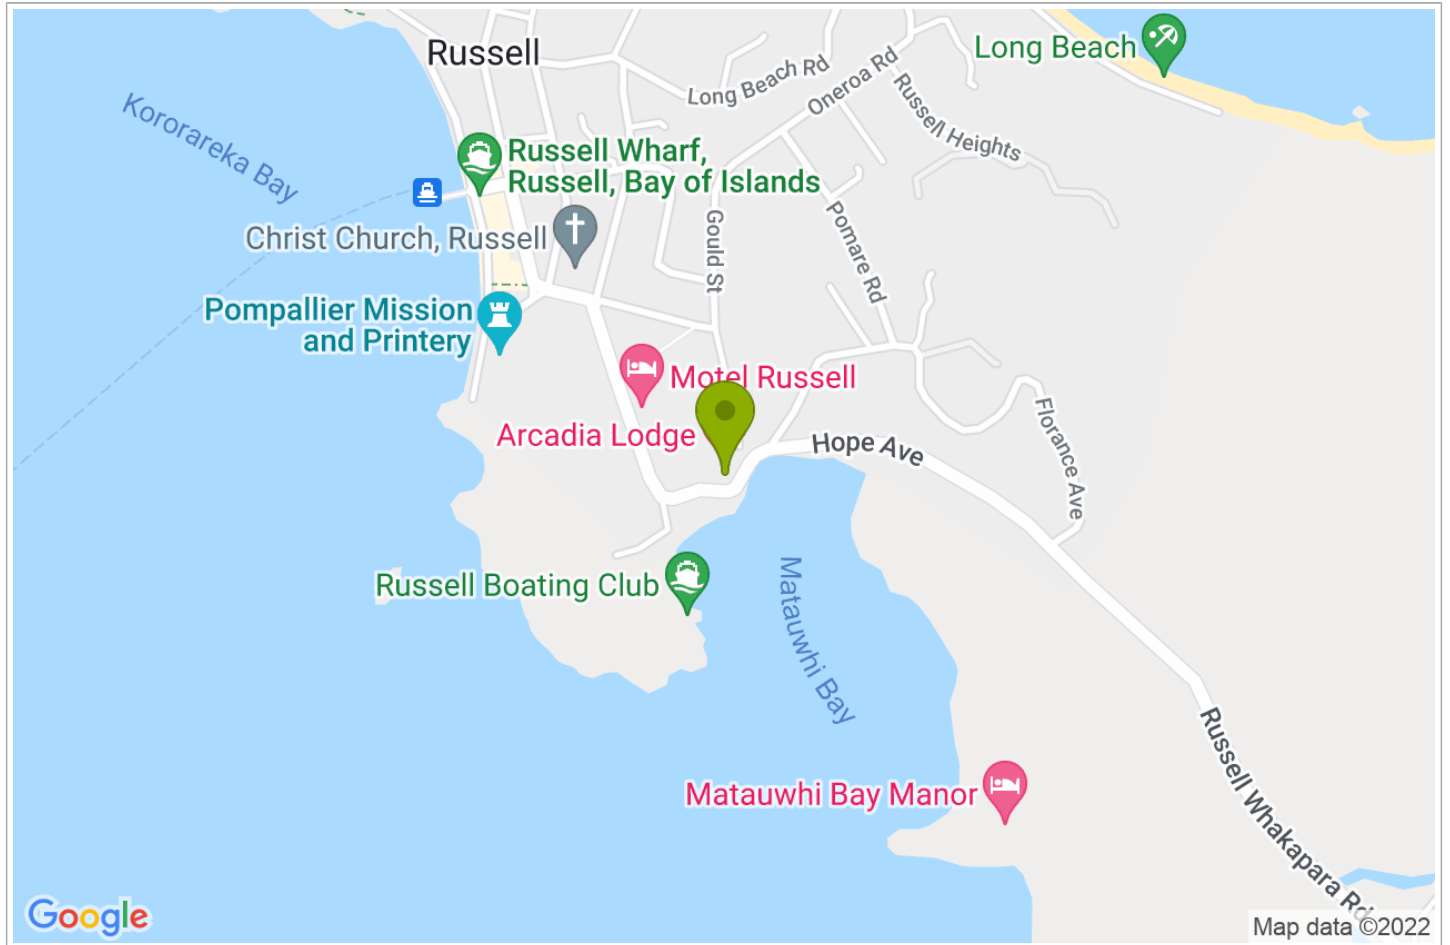 Russell
Long Beach
Long Beach Rd
Oneroa Rd
Russell Heights
Kororareka Bay
Russell Wharf,
Russell, Bay of Islands
Christ Church, Russell
Gould St
Pomare Rd
Pompallier Mission
and Printery
Motel Russell
Arcadia Lodge
Hope Ave
Florance Ave
Russell Boating Club
Matauwhi Bay
Matauwhi Bay Manor
Russell Whakapara Rd
Google
Map data ©2022